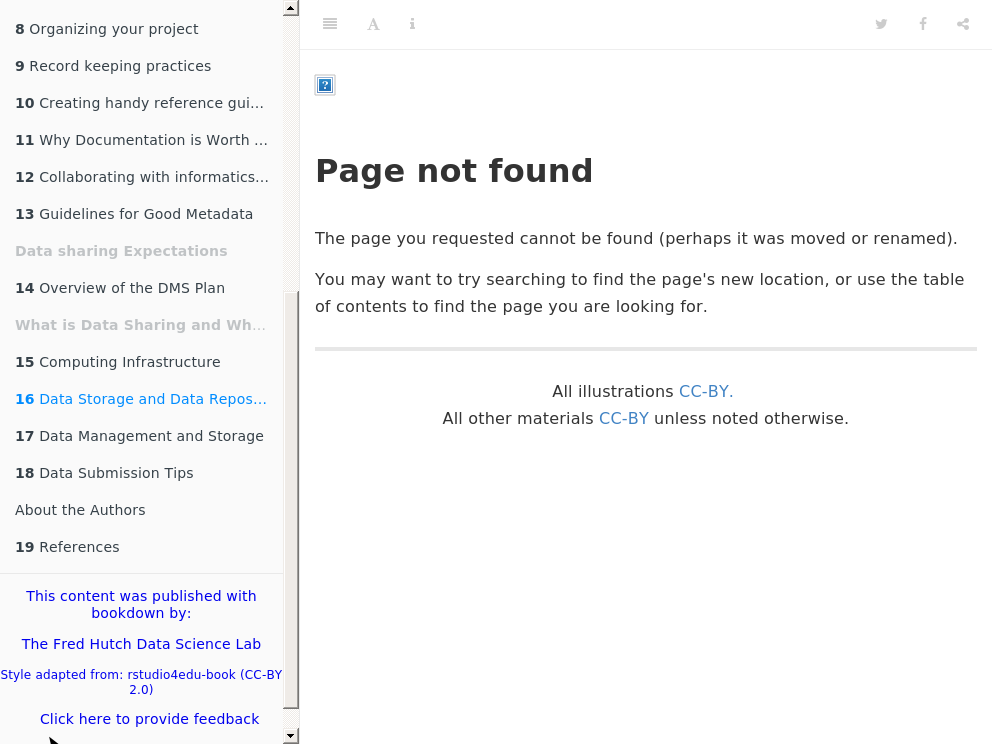 8 Organizing your project
9 Record keeping practices
10 Creating handy reference gui...
11 Why Documentation is Worth ...
12 Collaborating with informatics...
13 Guidelines for Good Metadata
Data sharing Expectations
14 Overview of the DMS Plan
What is Data Sharing and Wh...
15 Computing Infrastructure
16 Data Storage and Data Repos...
17 Data Management and Storage
18 Data Submission Tips
About the Authors
19 References
This content was published with
bookdown by:
The Fred Hutch Data Science Lab
Style adapted from: rstudio4edu-book (CC-BY
2.0)
Click here to provide feedback
Page not found
The page you requested cannot be found (perhaps it was moved or renamed).
You may want to try searching to find the page's new location, or use the table
of contents to find the page you are looking for.
All illustrations CC-BY.
All other materials CC-BY unless noted otherwise.